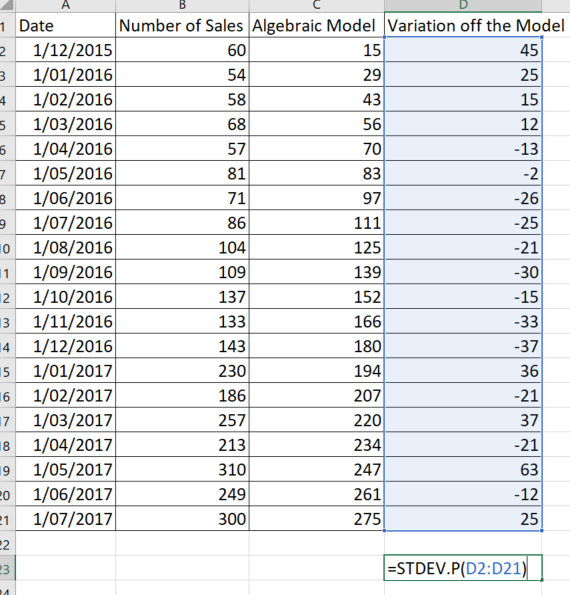 A B C D
1 Date Number of Sales Algebraic Model Variation off the Model
2 1/12/2015 60 15 45
3 1/01/2016 54 29 25
4 1/02/2016 58 43 15
5 1/03/2016 68 56 12
6 1/04/2016 57 70 -13
7 1/05/2016 81 83 -2
8 1/06/2016 71 97 -26
9 1/07/2016 86 111 -25
10 1/08/2016 104 125 -21
11 1/09/2016 109 139 -30
12 1/10/2016 137 152 -15
13 1/11/2016 133 166 -33
14 1/12/2016 143 180 -37
15 1/01/2017 230 194 36
16 1/02/2017 186 207 -21
17 1/03/2017 257 220 37
18 1/04/2017 213 234 -21
19 1/05/2017 310 247 63
20 1/06/2017 249 261 -12
21 1/07/2017 300 275 25
22
23 =STDEV.P(D2:D21)
24